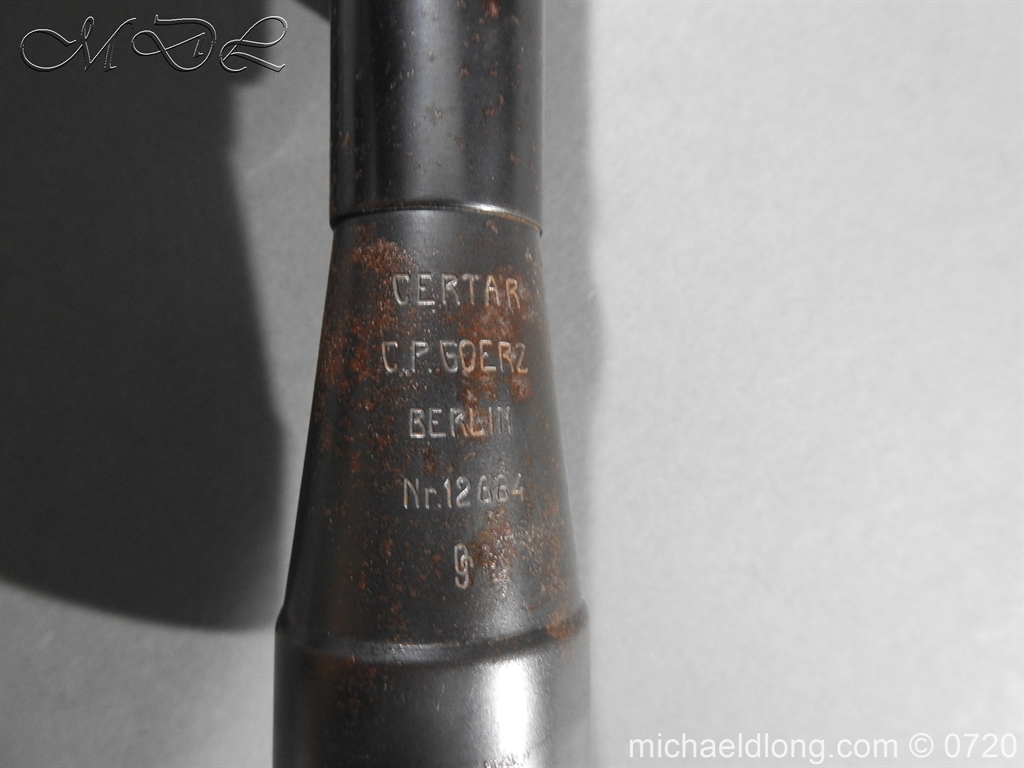 MDL
CERTAR
C.P. GOERZ
BERLIN
Nr.12664
michaeldlong.com © 0720